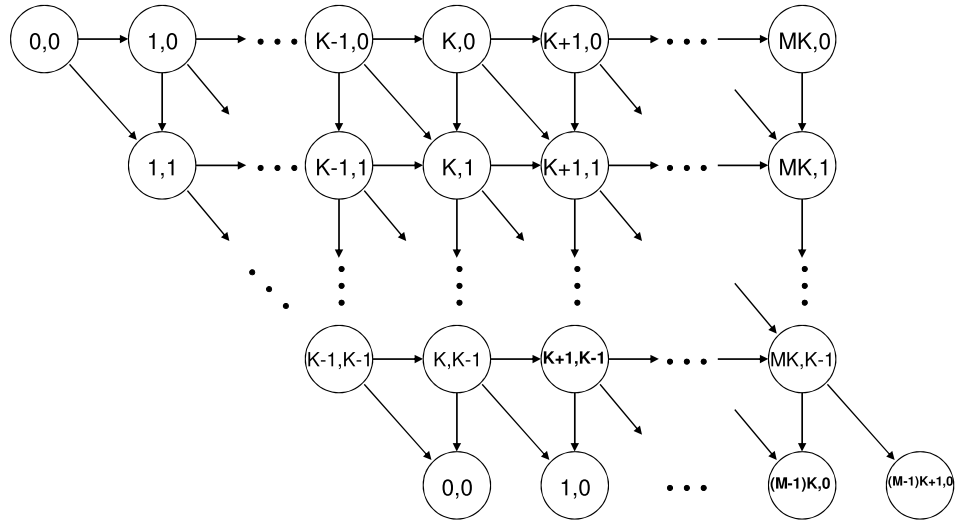 0,0 1,0 K-1,0 K,0 K+1,0 MK,0
1,1 K-1,1 K,1 K+1,1 MK,1
K-1,K-1 K,K-1 K+1,K-1 MK,K-1
0,0 1,0 (M-1)K,0 (M-1)K+1,0